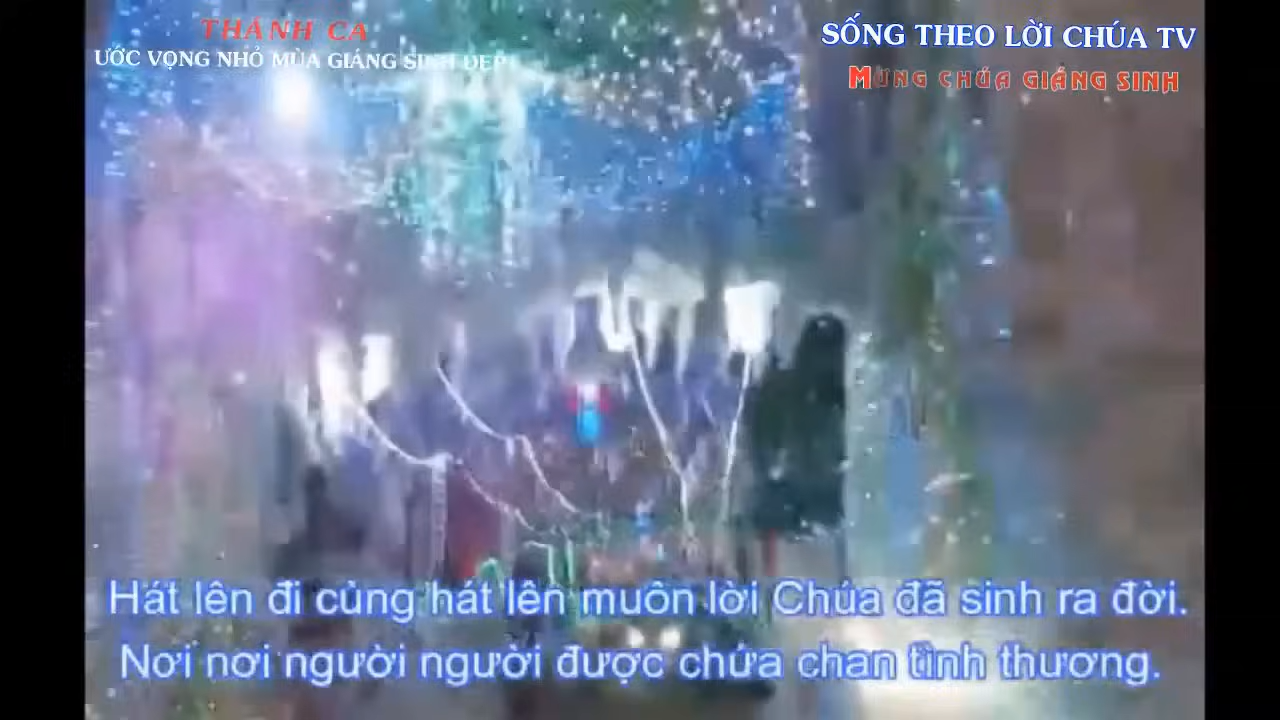 THÁNH CA
ƯỚC VỌNG NHỎ MÙA GIÁNG SINH ĐẸP
SỐNG THEO LỜI CHÚA TV
MỪNG CHÚA GIÁNG SINH
Hát lên đi cùng hát lên muôn lời Chúa đã sinh ra đời.
Nơi nơi người người được chứa chan tình thương.